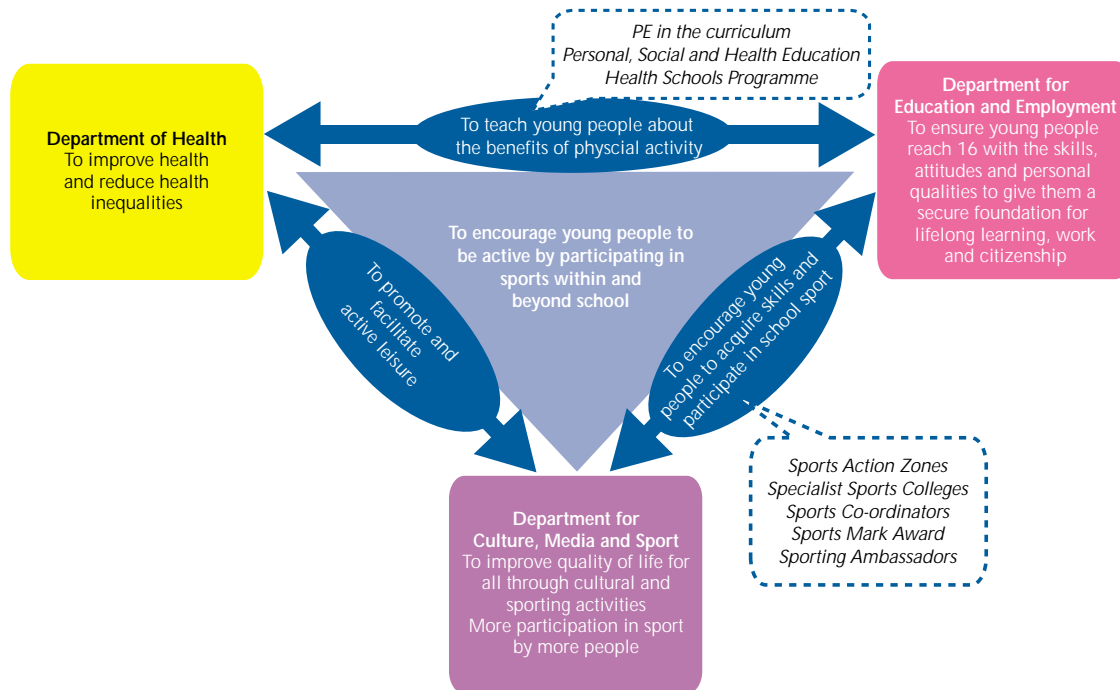 PE in the curriculum
Personal, Social and Health Education
Health Schools Programme
Department of Health
To improve health
and reduce health
inequalities
To teach young people about
the benefits of physcial activity
Department for
Education and Employment
To ensure young people
reach 16 with the skills,
attitudes and personal
qualities to give them a
secure foundation for
lifelong learning, work
and citizenship
To encourage young people to
be active by participating in
sports within and
beyond school
To promote and
facilitate
active leisure
To encourage young
people to acquire skills and
participate in school sport
Sports Action Zones
Specialist Sports Colleges
Sports Co-ordinators
Sports Mark Award
Sporting Ambassadors
Department for
Culture, Media and Sport
To improve quality of life for
all through cultural and
sporting activities
More participation in sport
by more people